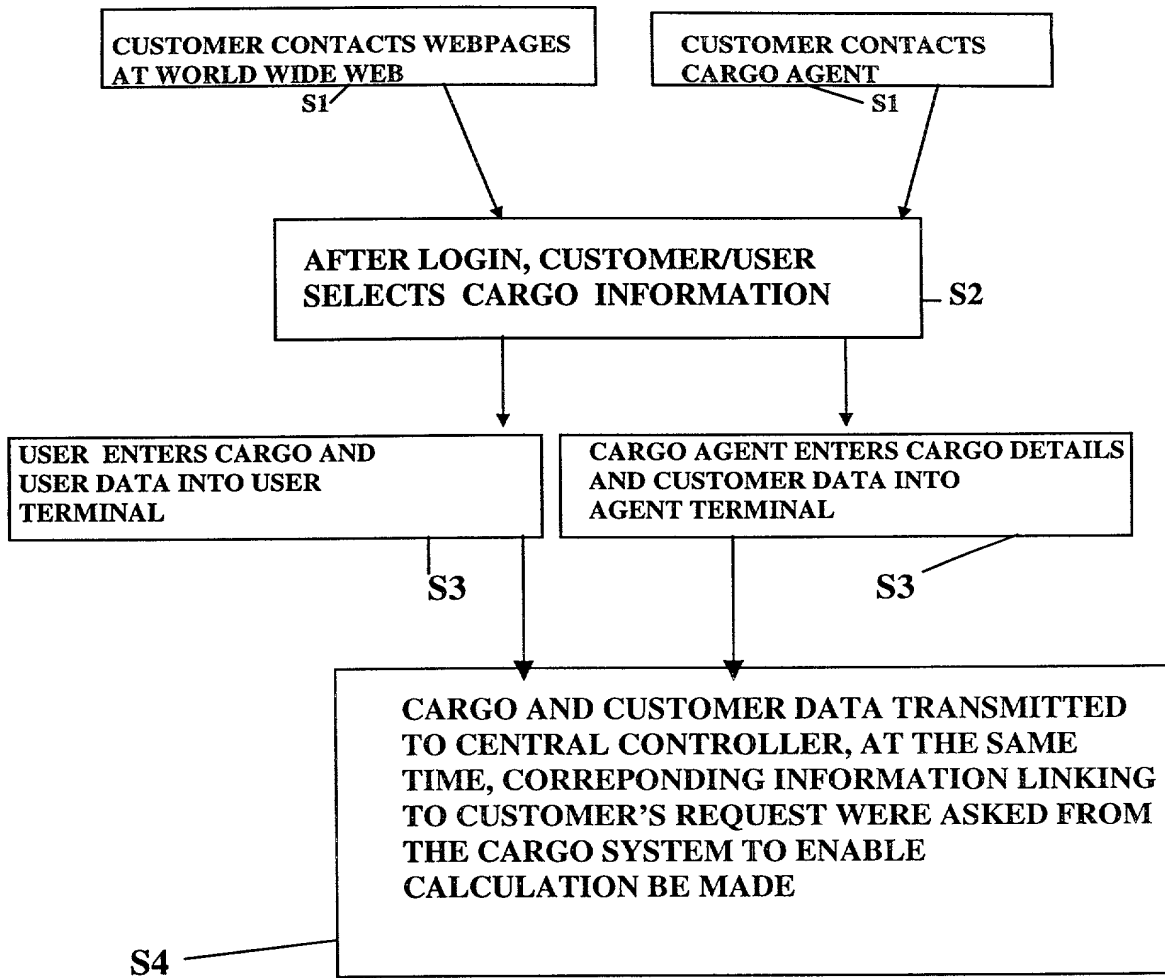 CUSTOMER CONTACTS WEBPAGES
AT WORLD WIDE WEB
S1
CUSTOMER CONTACTS
CARGO AGENT
S1
AFTER LOGIN, CUSTOMER/USER
SELECTS CARGO INFORMATION
S2
USER ENTERS CARGO AND
USER DATA INTO USER
TERMINAL
S3
CARGO AGENT ENTERS CARGO DETAILS
AND CUSTOMER DATA INTO
AGENT TERMINAL
S3
CARGO AND CUSTOMER DATA TRANSMITTED
TO CENTRAL CONTROLLER, AT THE SAME
TIME, CORREPONDING INFORMATION LINKING
TO CUSTOMER'S REQUEST WERE ASKED FROM
THE CARGO SYSTEM TO ENABLE
CALCULATION BE MADE
S4